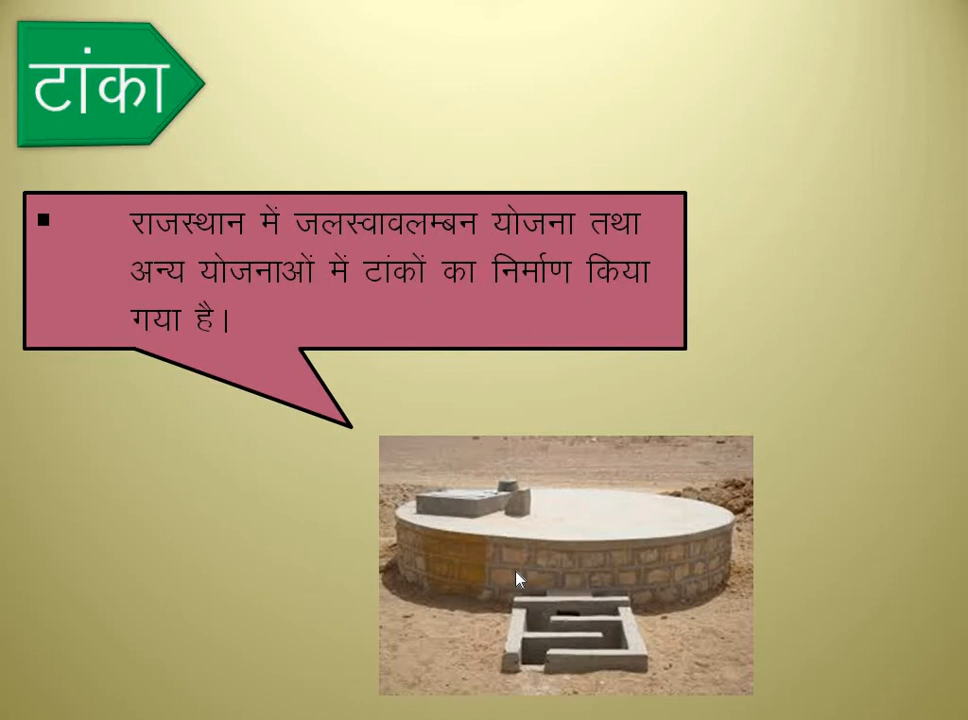 टांका
▪ राजस्थान में जलस्वावलम्बन योजना तथा
अन्य योजनाओं में टांकों का निर्माण किया
गया है।